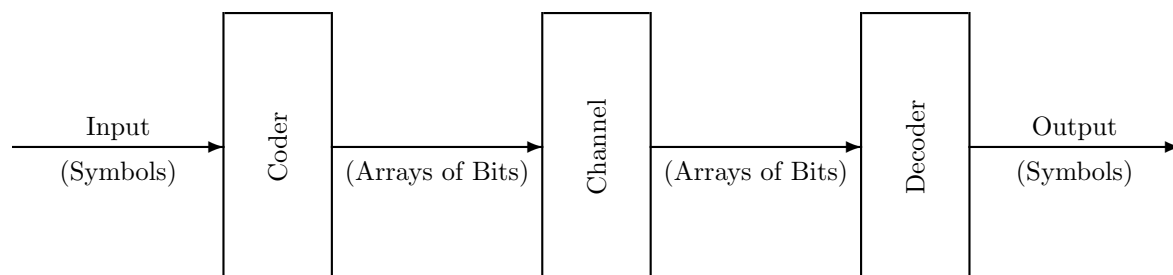 Input
(Symbols)
Coder
(Arrays of Bits)
Channel
(Arrays of Bits)
Decoder
Output
(Symbols)